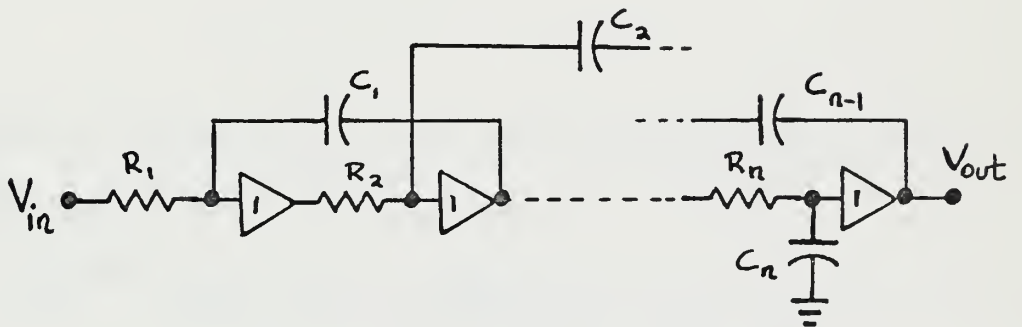 C₂
C₁
Cₙ₋₁
R₁
R₂
Rₙ
Vout
Vin
1
1
1
Cₙ